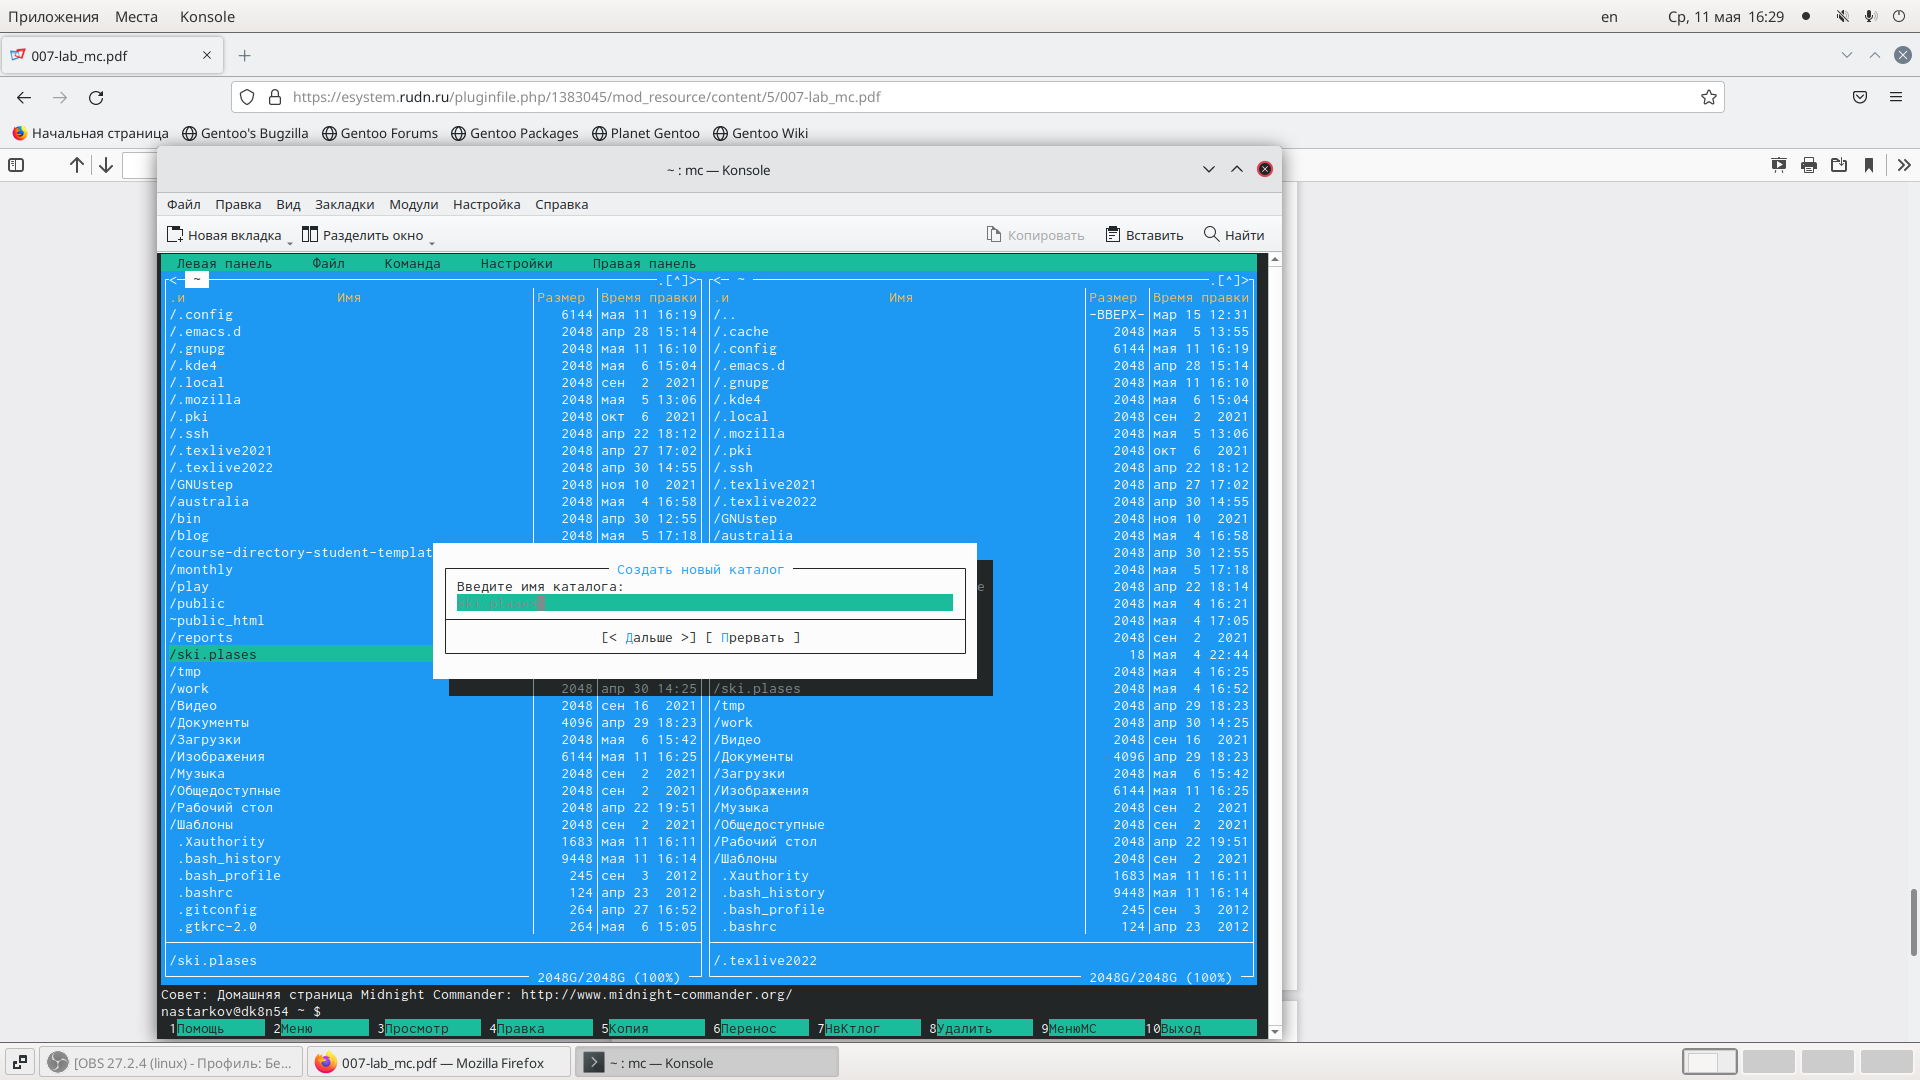 Приложения Места Konsole en Ср, 11 мая 16:29
007-lab_mc.pdf
https://esystem.rudn.ru/pluginfile.php/1383045/mod_resource/content/5/007-lab_mc.pdf
Начальная страница Gentoo's Bugzilla Gentoo Forums Gentoo Packages Planet Gentoo Gentoo Wiki
~ : mc — Konsole
Файл Правка Вид Закладки Модули Настройка Справка
Новая вкладка Разделить окно Копировать Вставить Найти
Левая панель Файл Команда Настройки Правая панель
<─ ~ .[^]> <─ ~ .[^]>
.и Имя Размер Время правки .и Имя Размер Время правки
/.config 6144 мая 11 16:19 /.. -ВВЕРХ- мар 15 12:31
/.emacs.d 2048 апр 28 15:14 /.cache 2048 мая 5 13:55
/.gnupg 2048 мая 11 16:10 /.config 6144 мая 11 16:19
/.kde4 2048 мая 6 15:04 /.emacs.d 2048 апр 28 15:14
/.local 2048 сен 2 2021 /.gnupg 2048 мая 11 16:10
/.mozilla 2048 мая 5 13:06 /.kde4 2048 мая 6 15:04
/.pki 2048 окт 6 2021 /.local 2048 сен 2 2021
/.ssh 2048 апр 22 18:12 /.mozilla 2048 мая 5 13:06
/.texlive2021 2048 апр 27 17:02 /.pki 2048 окт 6 2021
/.texlive2022 2048 апр 30 14:55 /.ssh 2048 апр 22 18:12
/GNUstep 2048 ноя 10 2021 /.texlive2021 2048 апр 27 17:02
/australia 2048 мая 4 16:58 /.texlive2022 2048 апр 30 14:55
/bin 2048 апр 30 12:55 /GNUstep 2048 ноя 10 2021
/blog 2048 мая 5 17:18 /australia 2048 мая 4 16:58
/course-directory-student-templat 2048 апр 30 12:55
/monthly Создать новый каталог 2048 мая 5 17:18
/play Введите имя каталога: e 2048 апр 22 18:14
/public 2048 мая 4 16:21
~public_html 2048 мая 4 17:05
/reports [< Дальше >] [ Прервать ] 2048 сен 2 2021
/ski.plases 18 мая 4 22:44
/tmp 2048 мая 4 16:25
/work 2048 апр 30 14:25 /ski.plases 2048 мая 4 16:52
/Видео 2048 сен 16 2021 /tmp 2048 апр 29 18:23
/Документы 4096 апр 29 18:23 /work 2048 апр 30 14:25
/Загрузки 2048 мая 6 15:42 /Видео 2048 сен 16 2021
/Изображения 6144 мая 11 16:25 /Документы 4096 апр 29 18:23
/Музыка 2048 сен 2 2021 /Загрузки 2048 мая 6 15:42
/Общедоступные 2048 сен 2 2021 /Изображения 6144 мая 11 16:25
/Рабочий стол 2048 апр 22 19:51 /Музыка 2048 сен 2 2021
/Шаблоны 2048 сен 2 2021 /Общедоступные 2048 сен 2 2021
.Xauthority 1683 мая 11 16:11 /Рабочий стол 2048 апр 22 19:51
.bash_history 9448 мая 11 16:14 /Шаблоны 2048 сен 2 2021
.bash_profile 245 сен 3 2012 .Xauthority 1683 мая 11 16:11
.bashrc 124 апр 23 2012 .bash_history 9448 мая 11 16:14
.gitconfig 264 апр 27 16:52 .bash_profile 245 сен 3 2012
.gtkrc-2.0 264 мая 6 15:05 .bashrc 124 апр 23 2012
/ski.plases /.texlive2022
2048G/2048G (100%) 2048G/2048G (100%)
Совет: Домашняя страница Midnight Commander: http://www.midnight-commander.org/
nastarkov@dk8n54 ~ $
1Помощь 2Меню 3Просмотр 4Правка 5Копия 6Перенос 7НвКтлог 8Удалить 9МенюМС 10Выход
[OBS 27.2.4 (linux) - Профиль: Бе... 007-lab_mc.pdf — Mozilla Firefox ~ : mc — Konsole